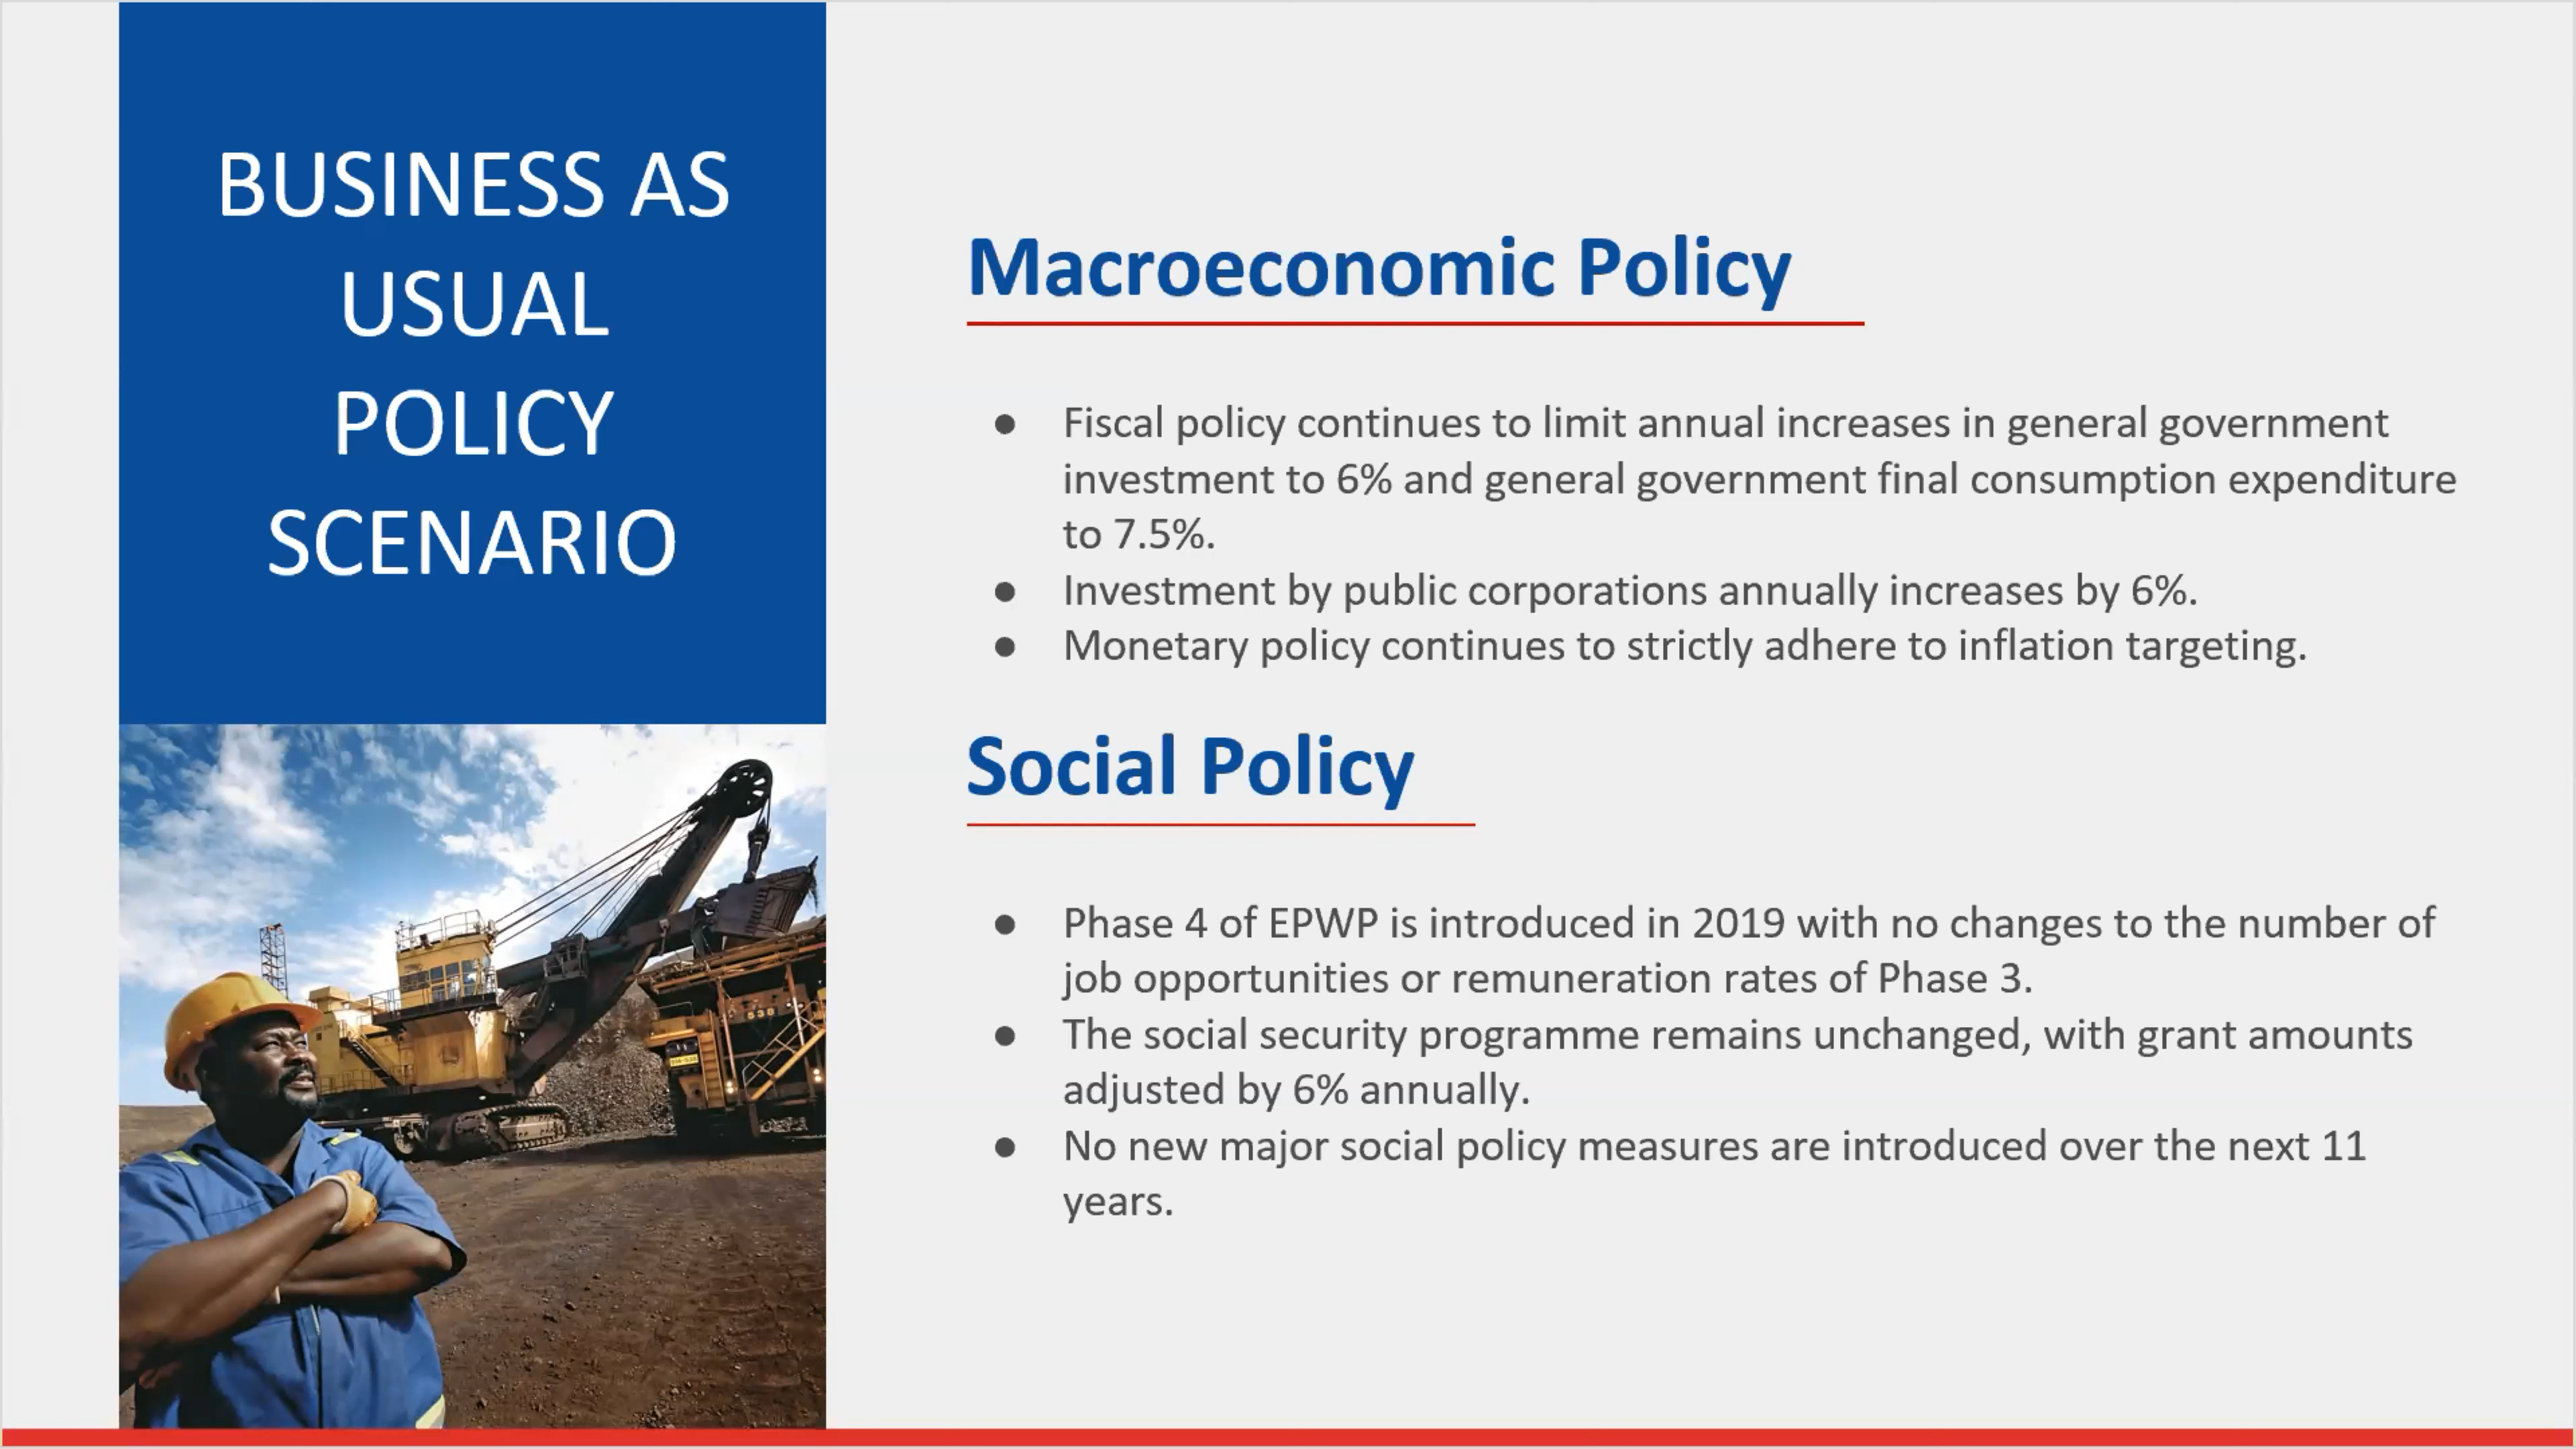 BUSINESS AS
USUAL
POLICY
SCENARIO
Macroeconomic Policy
● Fiscal policy continues to limit annual increases in general government
investment to 6% and general government final consumption expenditure
to 7.5%.
● Investment by public corporations annually increases by 6%.
● Monetary policy continues to strictly adhere to inflation targeting.
Social Policy
● Phase 4 of EPWP is introduced in 2019 with no changes to the number of
job opportunities or remuneration rates of Phase 3.
● The social security programme remains unchanged, with grant amounts
adjusted by 6% annually.
● No new major social policy measures are introduced over the next 11
years.
538